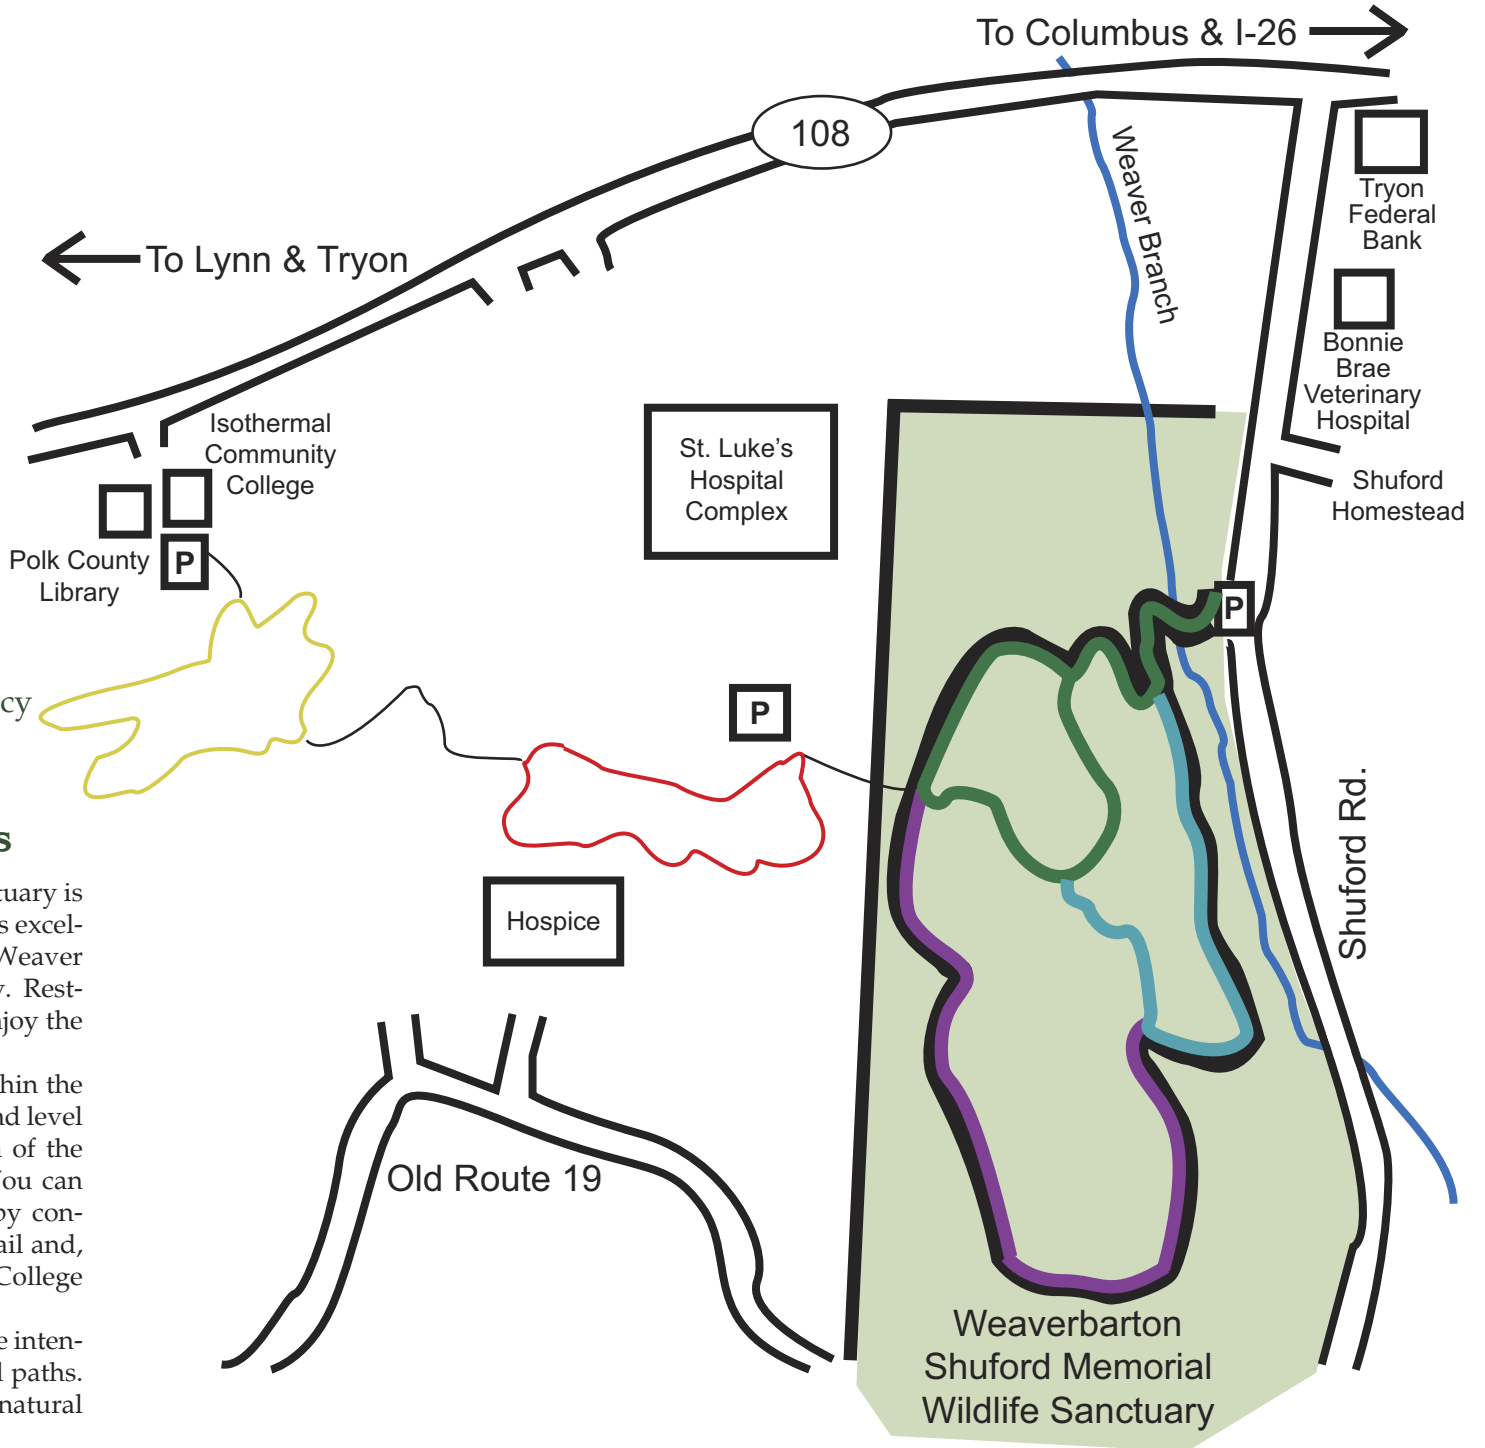 To Columbus & I-26
108
Weaver Branch
Tryon
Federal
Bank
To Lynn & Tryon
Bonnie
Brae
Veterinary
Hospital
Isothermal
Community
College
St. Luke's
Hospital
Complex
Shuford
Homestead
Polk County
Library
P
P
P
cy
s
tuary is
s excel-
Weaver
y. Rest-
njoy the
Hospice
Shuford Rd.
thin the
nd level
n of the
You can
by con-
ail and,
College
Old Route 19
e inten-
l paths.
natural
Weaverbarton
Shuford Memorial
Wildlife Sanctuary